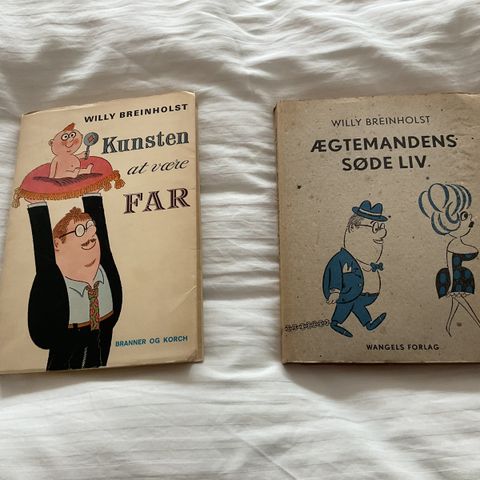 WILLY BREINHOLST
Kunsten
at være
FAR
BRANNER OG KORCH
WILLY BREINHOLST
ÆGTEMANDENS
SØDE LIV
WANGELS FORLAG